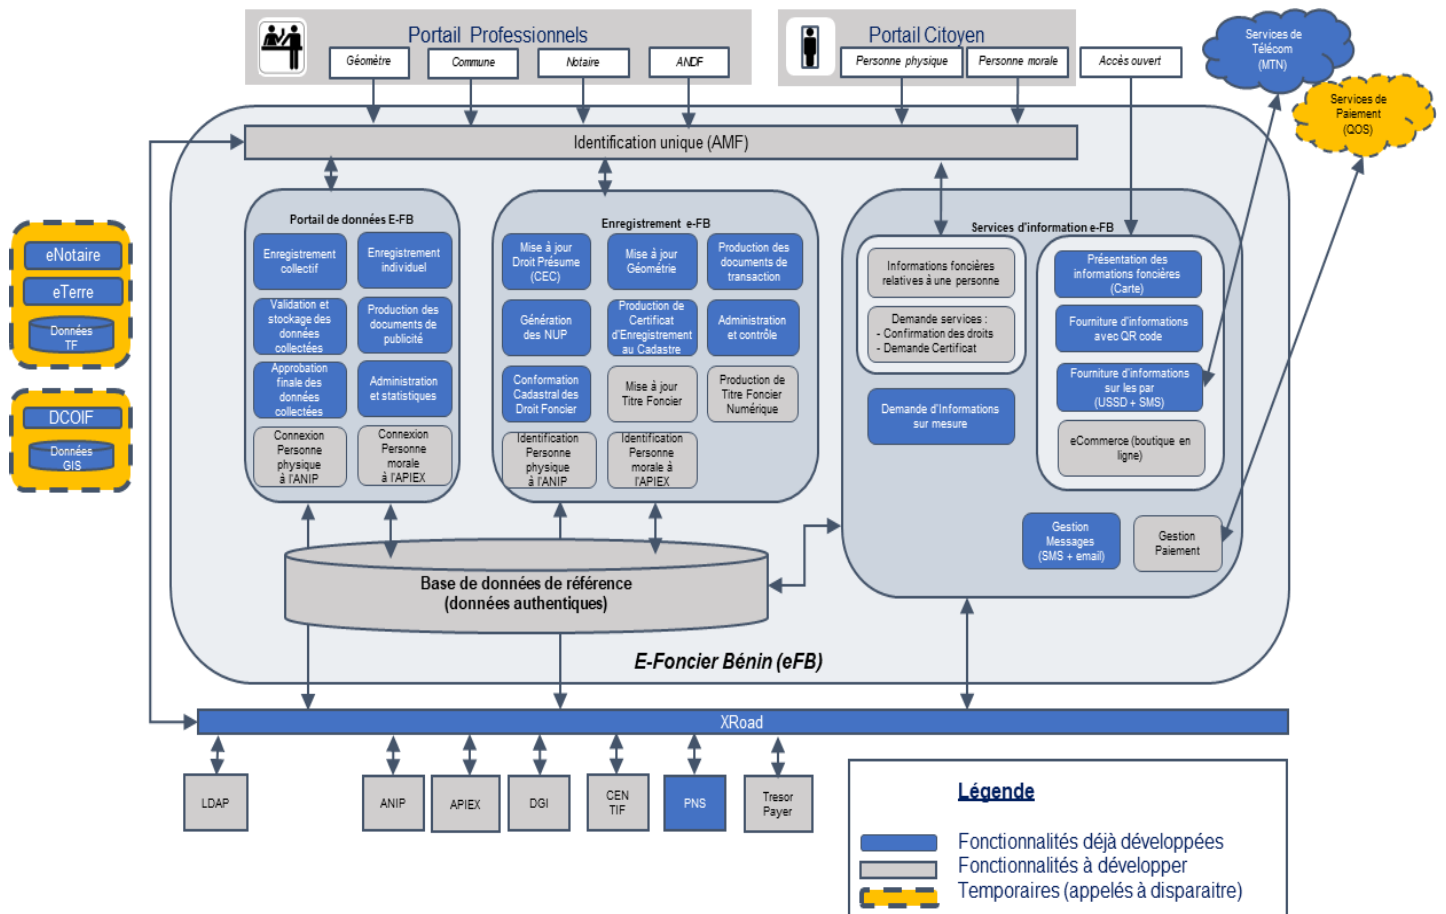 Portail Professionnels
Géomètre
Commune
Notaire
ANDF
Portail Citoyen
Personne physique
Personne morale
Accès ouvert
Services de
Télécom
(MTN)
Services de
Paiement
(QOS)
Identification unique (AMF)
eNotaire
eTerre
Données
TF
DCOIF
Données
GIS
Portail de données E-FB
Enregistrement
collectif
Enregistrement
individuel
Validation et
stockage des
données
collectées
Production des
documents de
publicité
Approbation
finale des
données
collectées
Administration
et statistiques
Connexion
Personne
physique
à l'ANIP
Connexion
Personne
morale
à l'APIEX
Enregistrement e-FB
Mise à jour
Droit Présume
(CEC)
Mise à jour
Géométrie
Production des
documents de
transaction
Génération
des NUP
Production de
Certificat
d'Enregistrement
au Cadastre
Administration
et contrôle
Conformation
Cadastral des
Droit Foncier
Mise à jour
Titre Foncier
Production de
Titre Foncier
Numérique
Identification
Personne
physique
à l'ANIP
Identification
Personne
morale à
l'APIEX
Services d'information e-FB
Informations foncières
relatives à une personne
Demande services :
- Confirmation des droits
- Demande Certificat
Demande d'Informations
sur mesure
Présentation des
informations foncières
(Carte)
Fourniture d'informations
avec QR code
Fourniture d'informations
sur les par
(USSD + SMS)
eCommerce (boutique en
ligne)
Gestion
Messages
(SMS + email)
Gestion
Paiement
Base de données de référence
(données authentiques)
E-Foncier Bénin (eFB)
XRoad
LDAP
ANIP
APIEX
DGI
CEN
TIF
PNS
Tresor
Payer
Légende
Fonctionnalités déjà développées
Fonctionnalités à développer
Temporaires (appelés à disparaitre)